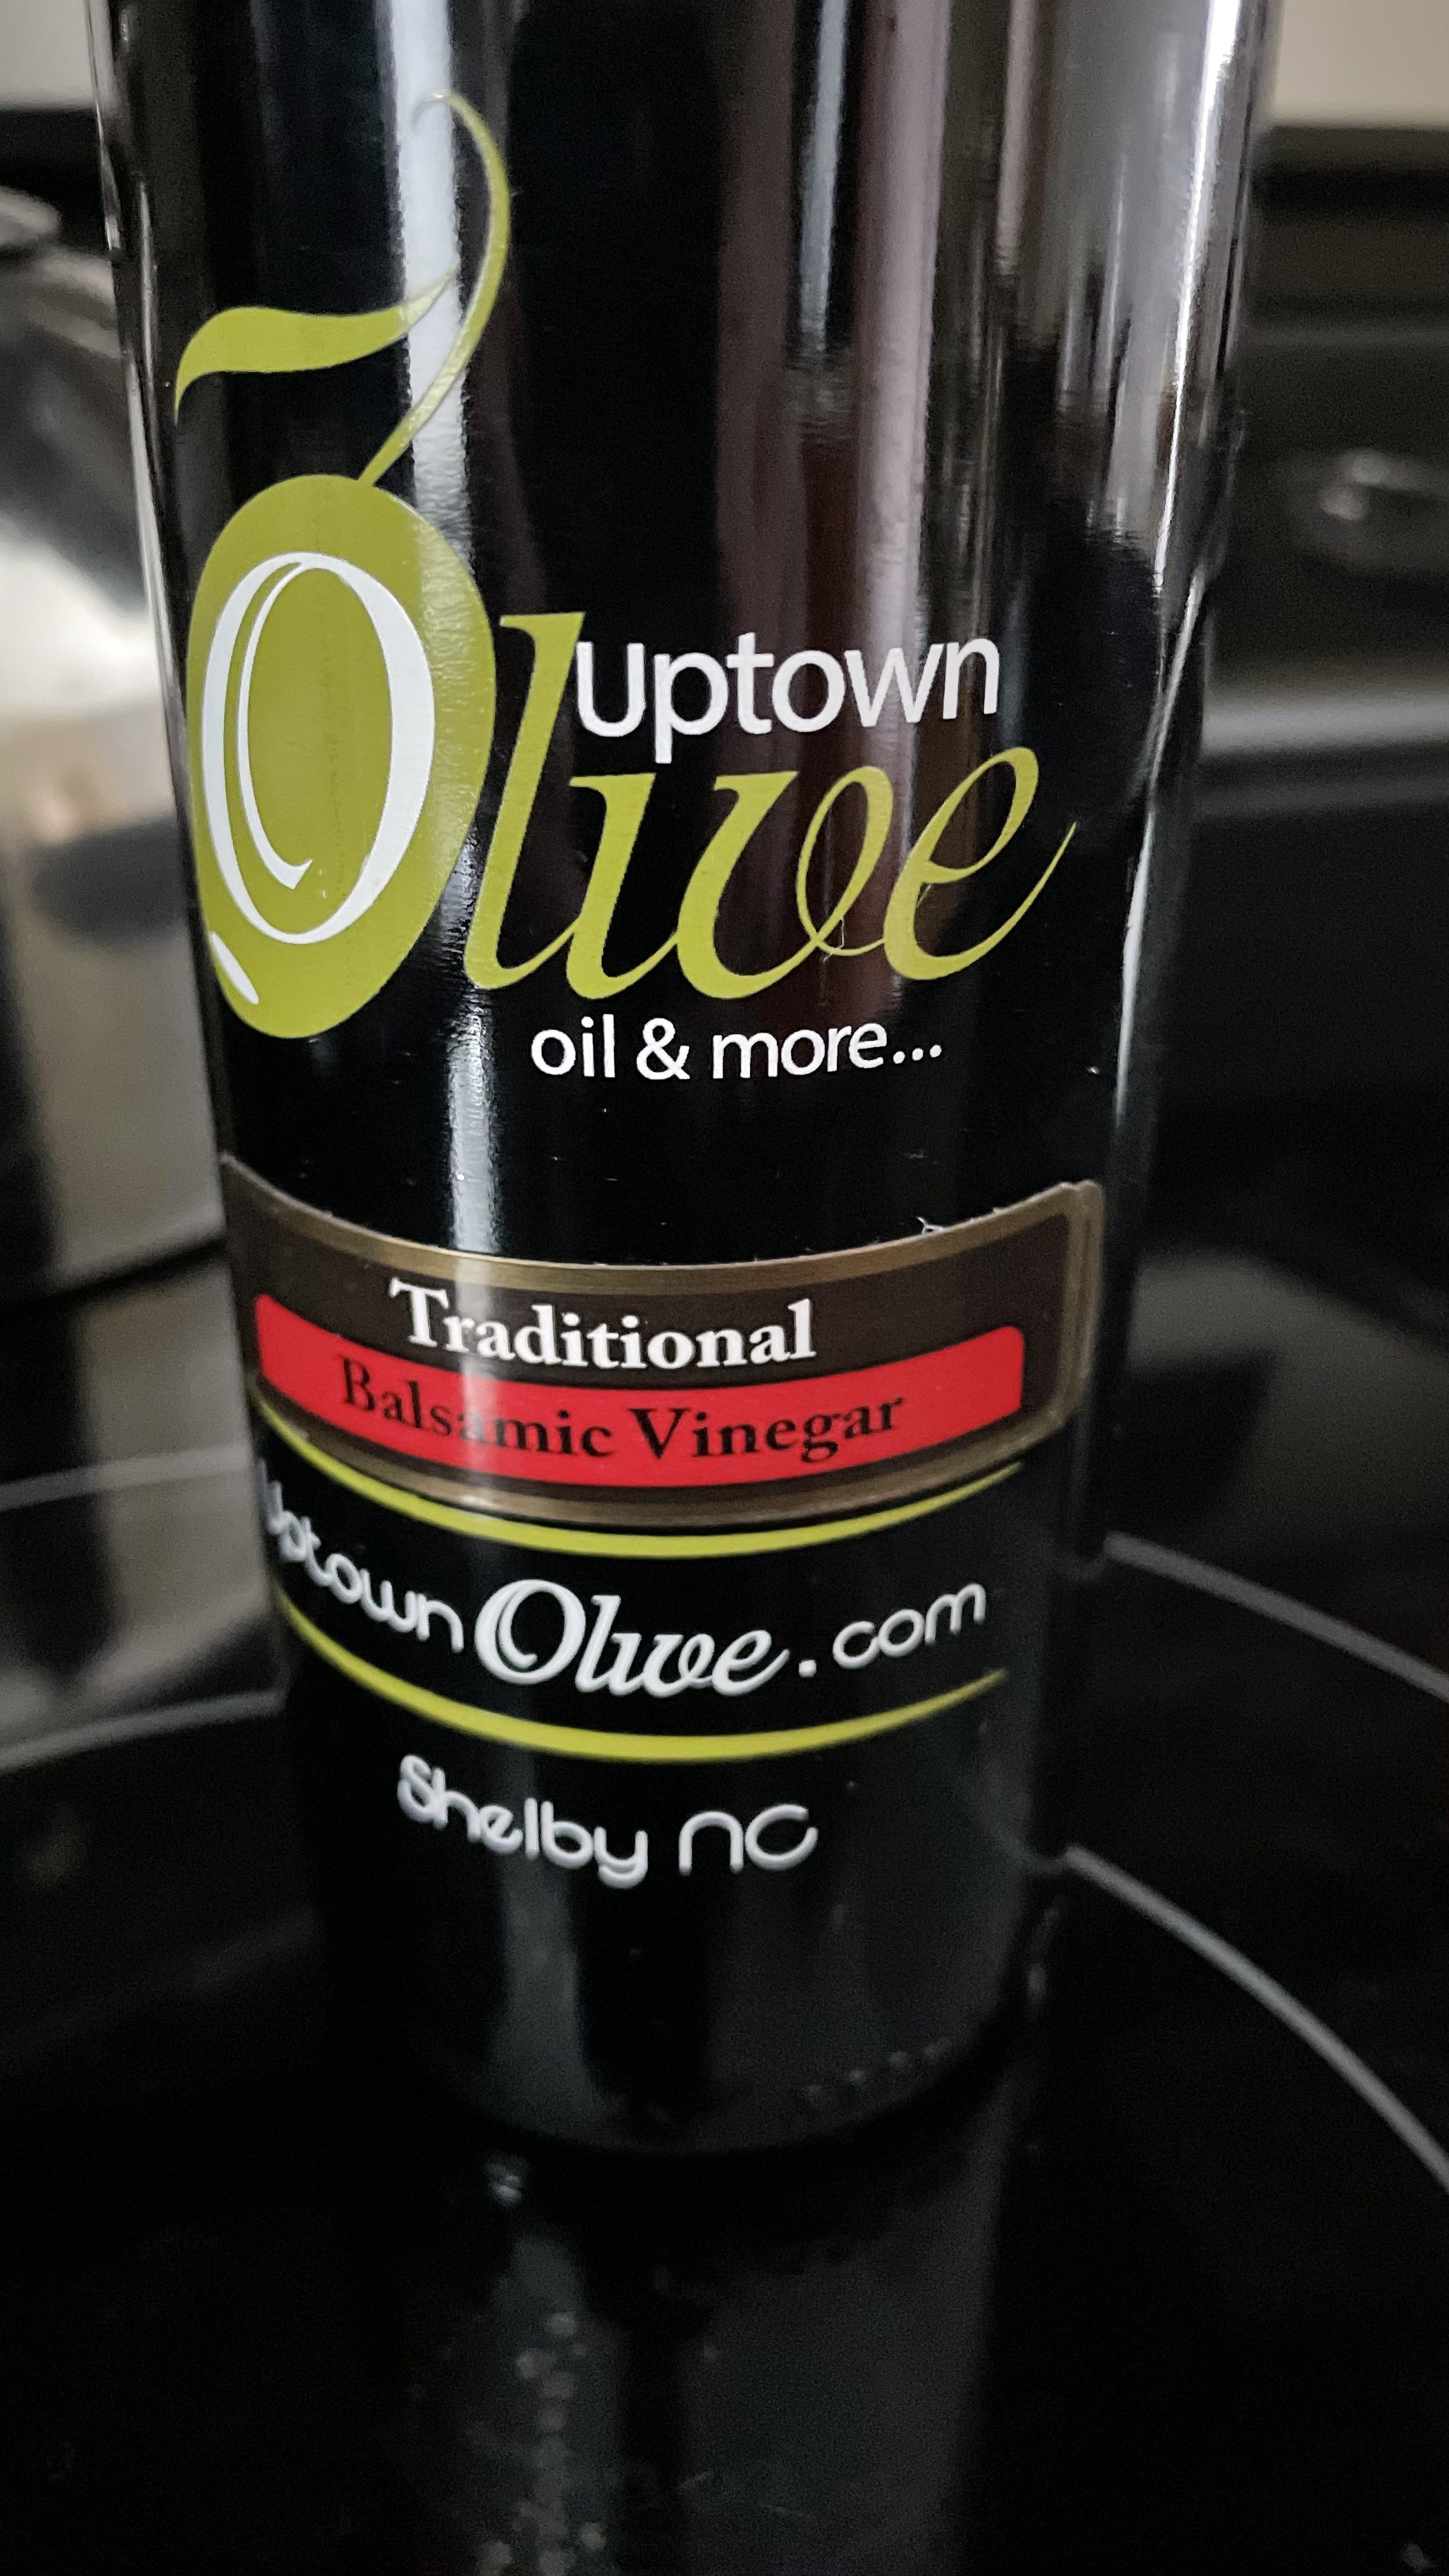 Uptown
Olive
oil & more...
Traditional
Balsamic Vinegar
UptownOlive.com
Shelby NC